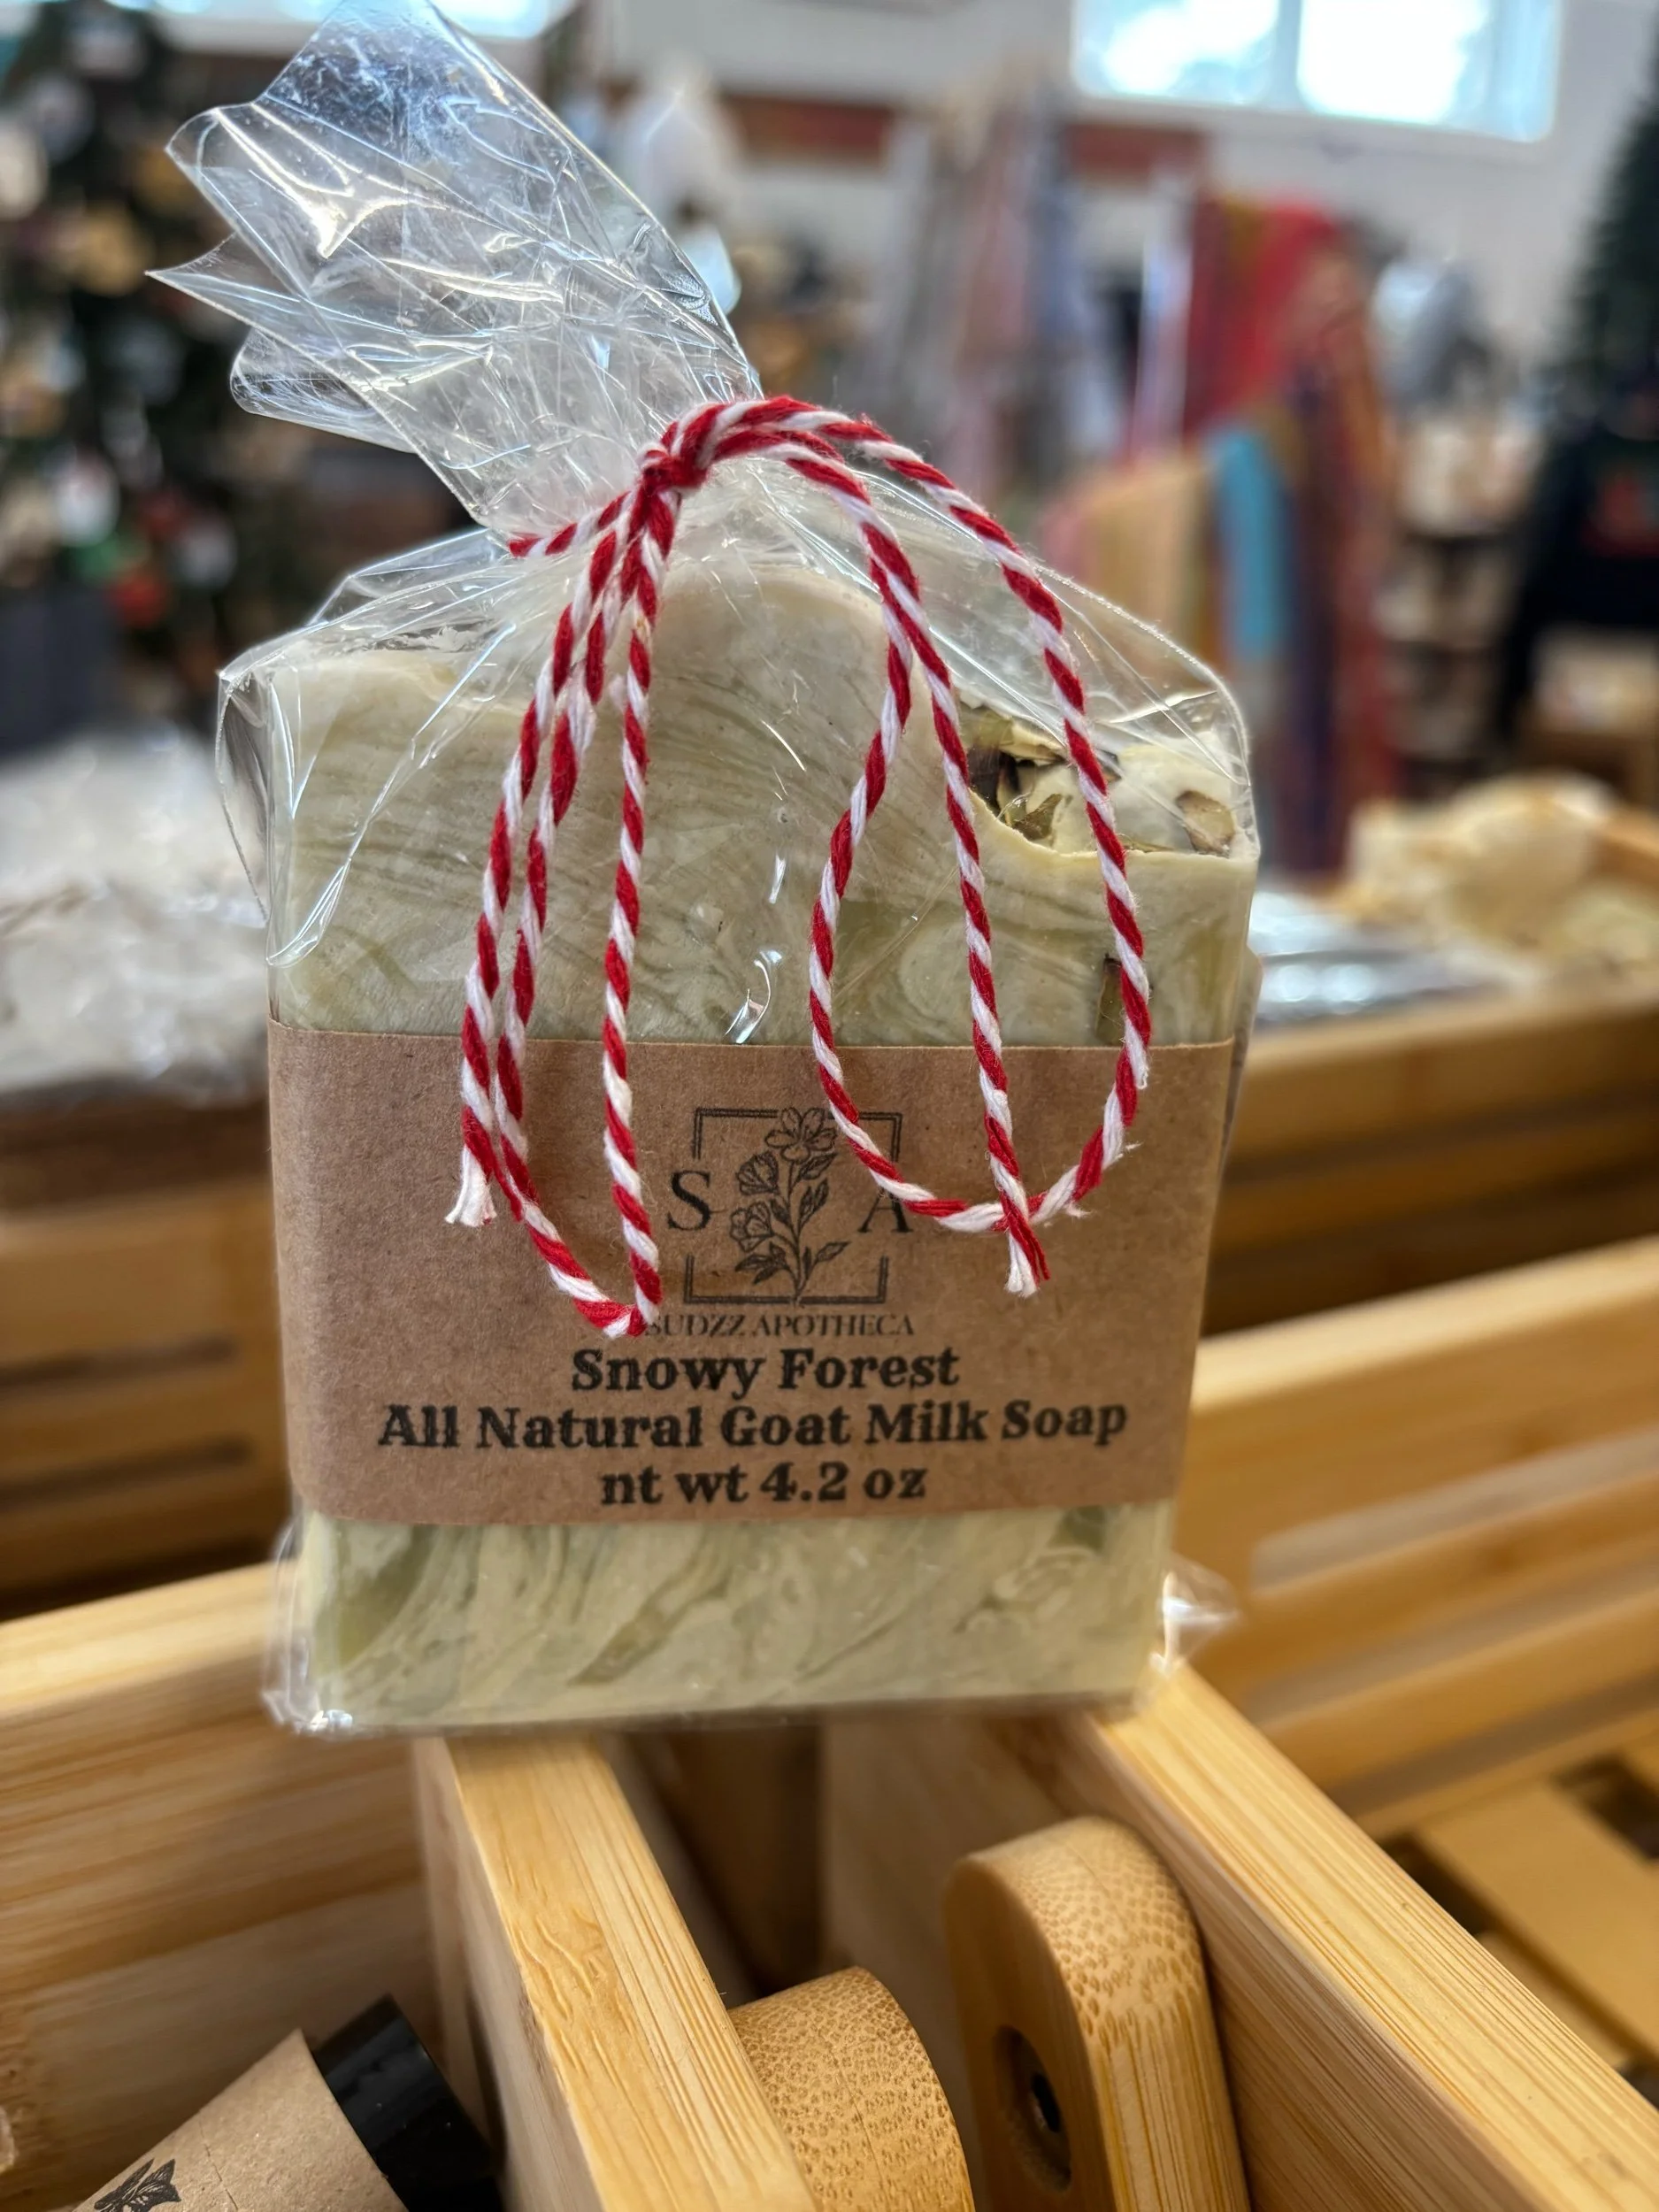 S A
SUDZZ APOTHECA
Snowy Forest
All Natural Goat Milk Soap
nt wt 4.2 oz